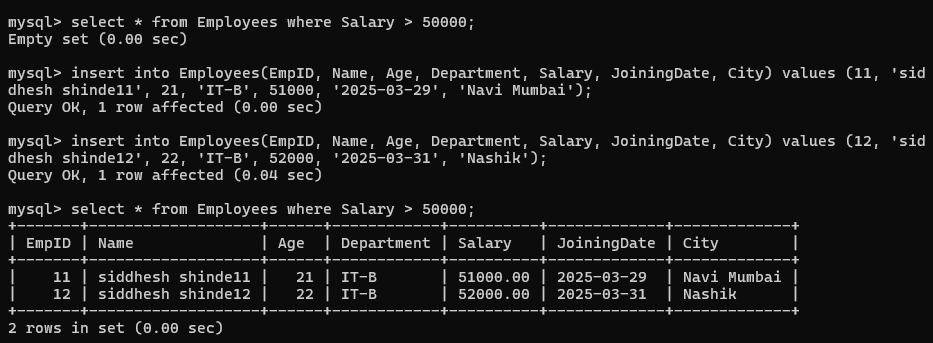 mysql> select * from Employees where Salary > 50000;
Empty set (0.00 sec)
mysql> insert into Employees(EmpID, Name, Age, Department, Salary, JoiningDate, City) values (11, 'sid
dhesh shinde11', 21, 'IT-B', 51000, '2025-03-29', 'Navi Mumbai');
Query OK, 1 row affected (0.00 sec)
mysql> insert into Employees(EmpID, Name, Age, Department, Salary, JoiningDate, City) values (12, 'sid
dhesh shinde12', 22, 'IT-B', 52000, '2025-03-31', 'Nashik');
Query OK, 1 row affected (0.04 sec)
mysql> select * from Employees where Salary > 50000;
+-------+-------------------+------+------------+----------+-------------+-------------+
| EmpID | Name              | Age  | Department | Salary   | JoiningDate | City        |
+-------+-------------------+------+------------+----------+-------------+-------------+
|    11 | siddhesh shinde11 |   21 | IT-B       | 51000.00 | 2025-03-29  | Navi Mumbai |
|    12 | siddhesh shinde12 |   22 | IT-B       | 52000.00 | 2025-03-31  | Nashik      |
+-------+-------------------+------+------------+----------+-------------+-------------+
2 rows in set (0.00 sec)